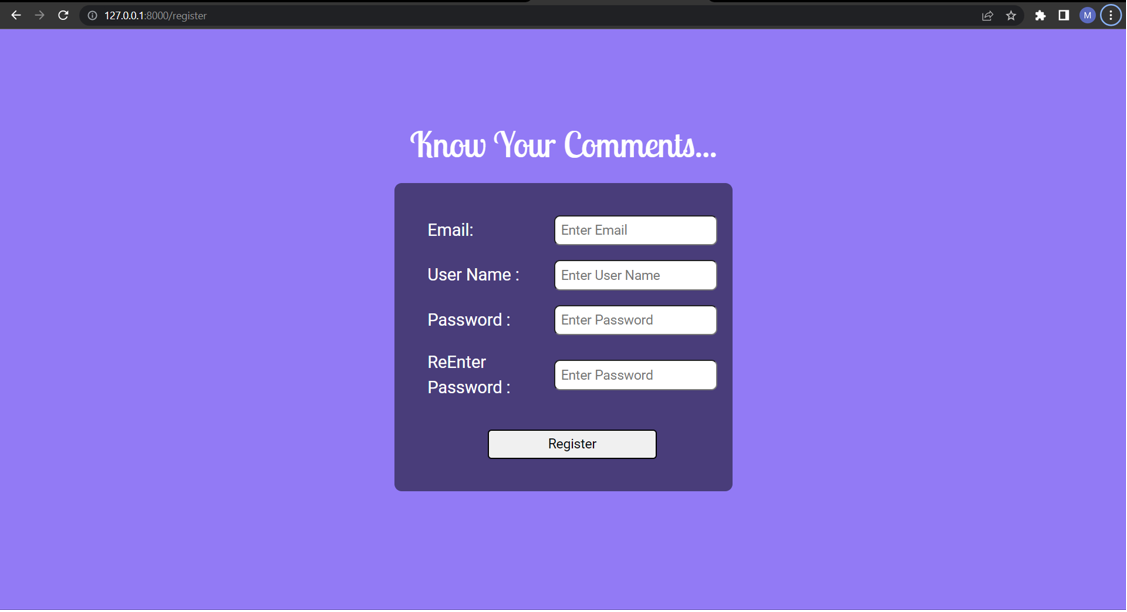 127.0.0.1:8000/register
M
Know Your Comments...
Email:
Enter Email
User Name :
Enter User Name
Password :
Enter Password
ReEnter
Password :
Enter Password
Register